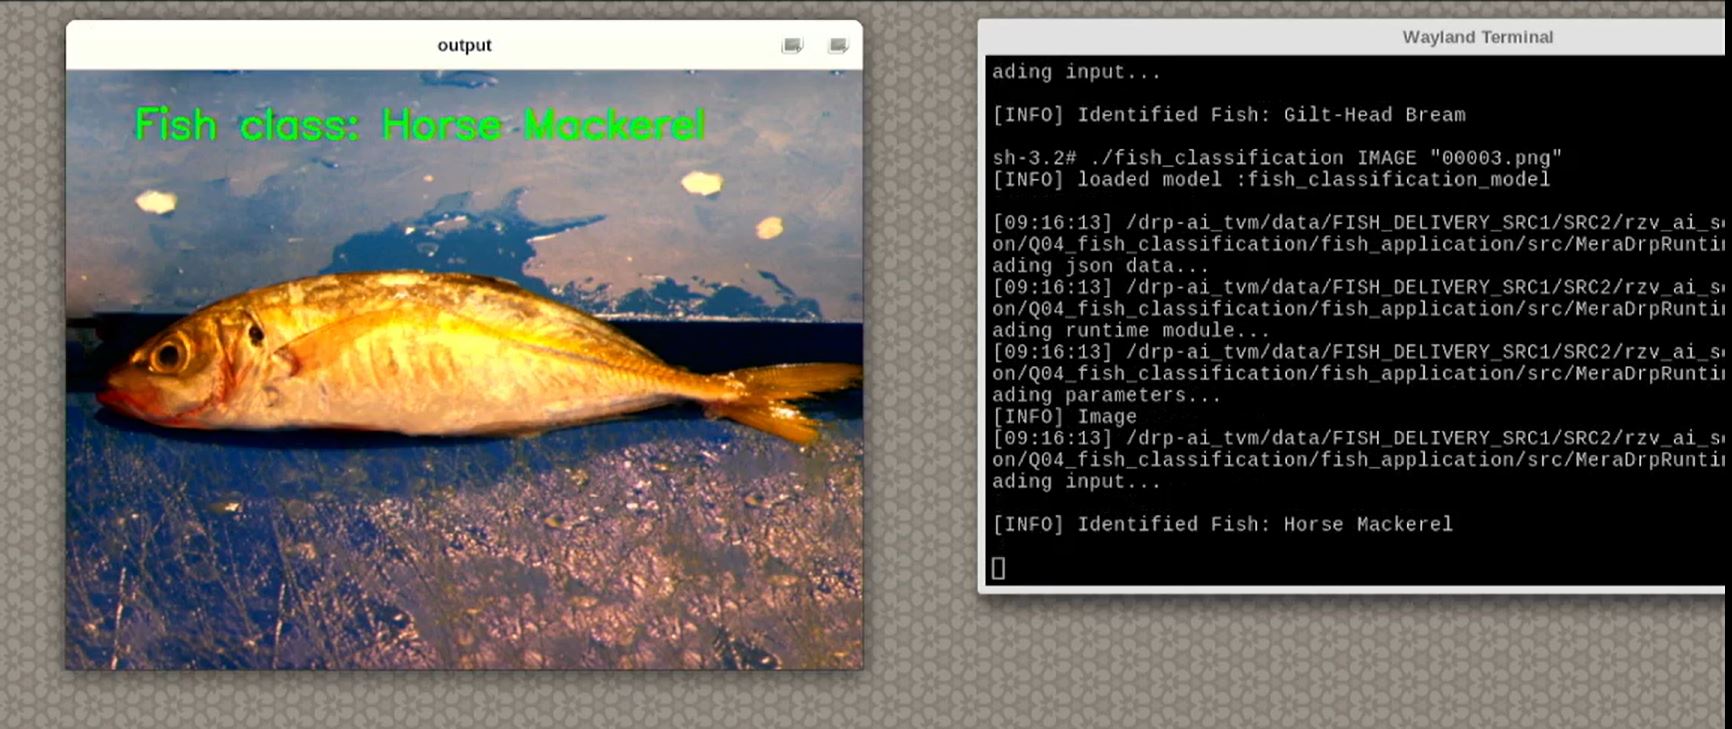 output
Fish class: Horse Mackerel
Wayland Terminal
ading input...
[INFO] Identified Fish: Gilt-Head Bream
sh-3.2# ./fish_classification IMAGE "00003.png"
[INFO] loaded model :fish_classification_model
[09:16:13] /drp-ai_tvm/data/FISH_DELIVERY_SRC1/SRC2/rzv_ai_s
on/Q04_fish_classification/fish_application/src/MeraDrpRunti
ading json data...
[09:16:13] /drp-ai_tvm/data/FISH_DELIVERY_SRC1/SRC2/rzv_ai_s
on/Q04_fish_classification/fish_application/src/MeraDrpRunti
ading runtime module...
[09:16:13] /drp-ai_tvm/data/FISH_DELIVERY_SRC1/SRC2/rzv_ai_s
on/Q04_fish_classification/fish_application/src/MeraDrpRunti
ading parameters...
[INFO] Image
[09:16:13] /drp-ai_tvm/data/FISH_DELIVERY_SRC1/SRC2/rzv_ai_s
on/Q04_fish_classification/fish_application/src/MeraDrpRunti
ading input...
[INFO] Identified Fish: Horse Mackerel